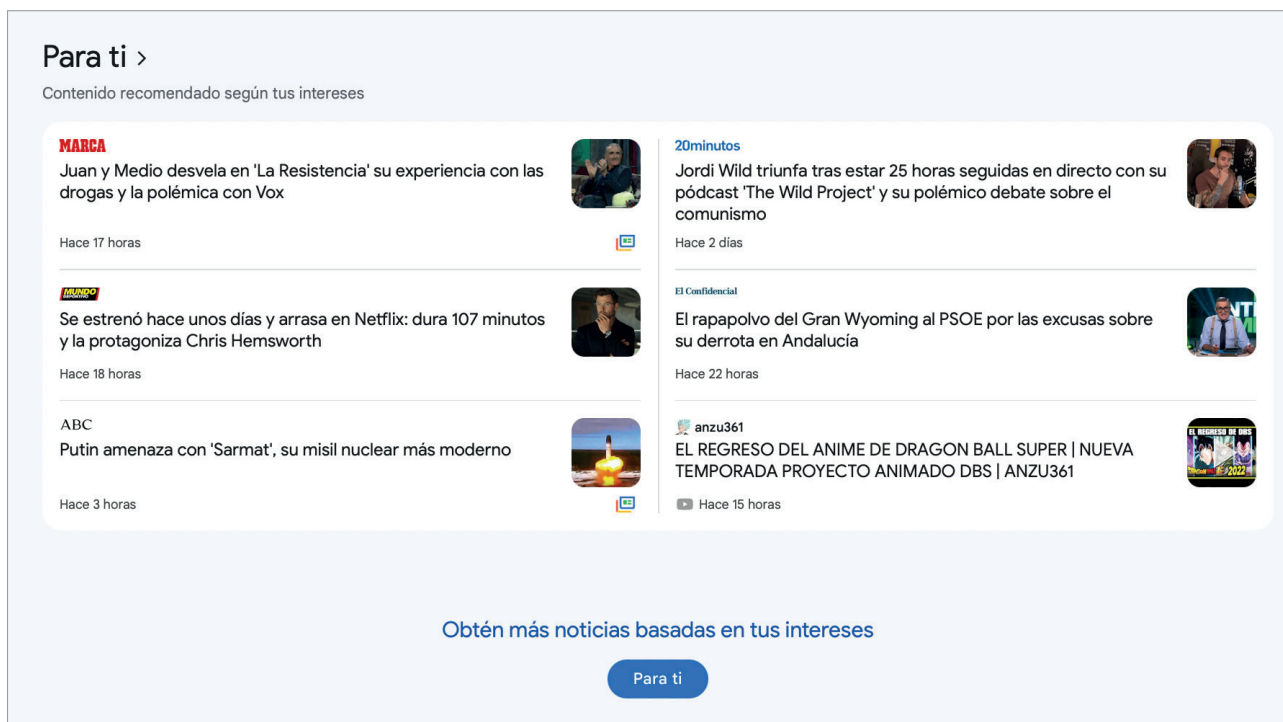 Para ti >
Contenido recomendado según tus intereses
MARCA
Juan y Medio desvela en 'La Resistencia' su experiencia con las
drogas y la polémica con Vox
Hace 17 horas
MUNDO
DEPORTIVO
Se estrenó hace unos días y arrasa en Netflix: dura 107 minutos
y la protagoniza Chris Hemsworth
Hace 18 horas
ABC
Putin amenaza con 'Sarmat', su misil nuclear más moderno
Hace 3 horas
20minutos
Jordi Wild triunfa tras estar 25 horas seguidas en directo con su
pódcast 'The Wild Project' y su polémico debate sobre el
comunismo
Hace 2 días
El Confidencial
El rapapolvo del Gran Wyoming al PSOE por las excusas sobre
su derrota en Andalucía
Hace 22 horas
anzu361
EL REGRESO DEL ANIME DE DRAGON BALL SUPER | NUEVA
TEMPORADA PROYECTO ANIMADO DBS | ANZU361
EL REGRESO DE DBS
2022
Hace 15 horas
Obtén más noticias basadas en tus intereses
Para ti